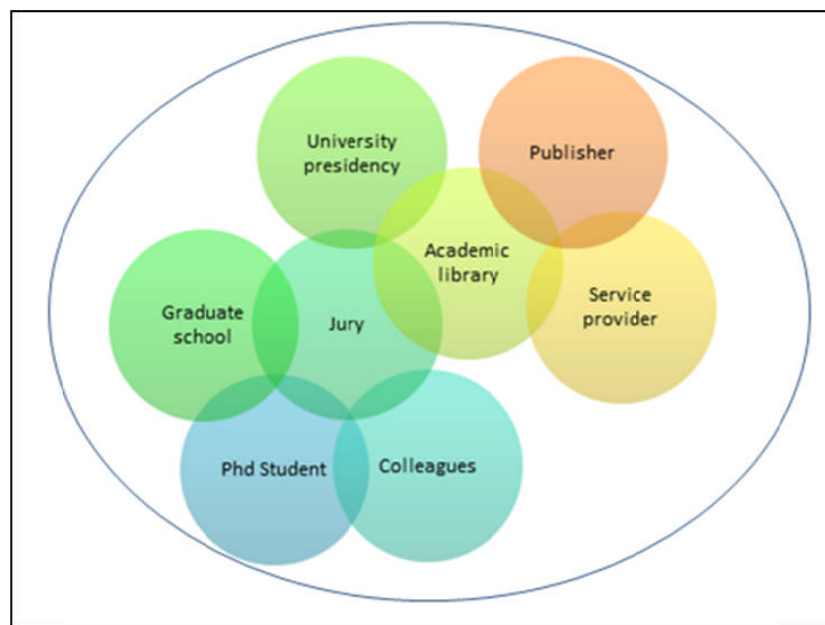 University
presidency
Publisher
Academic
library
Service
provider
Graduate
school
Jury
Phd Student
Colleagues